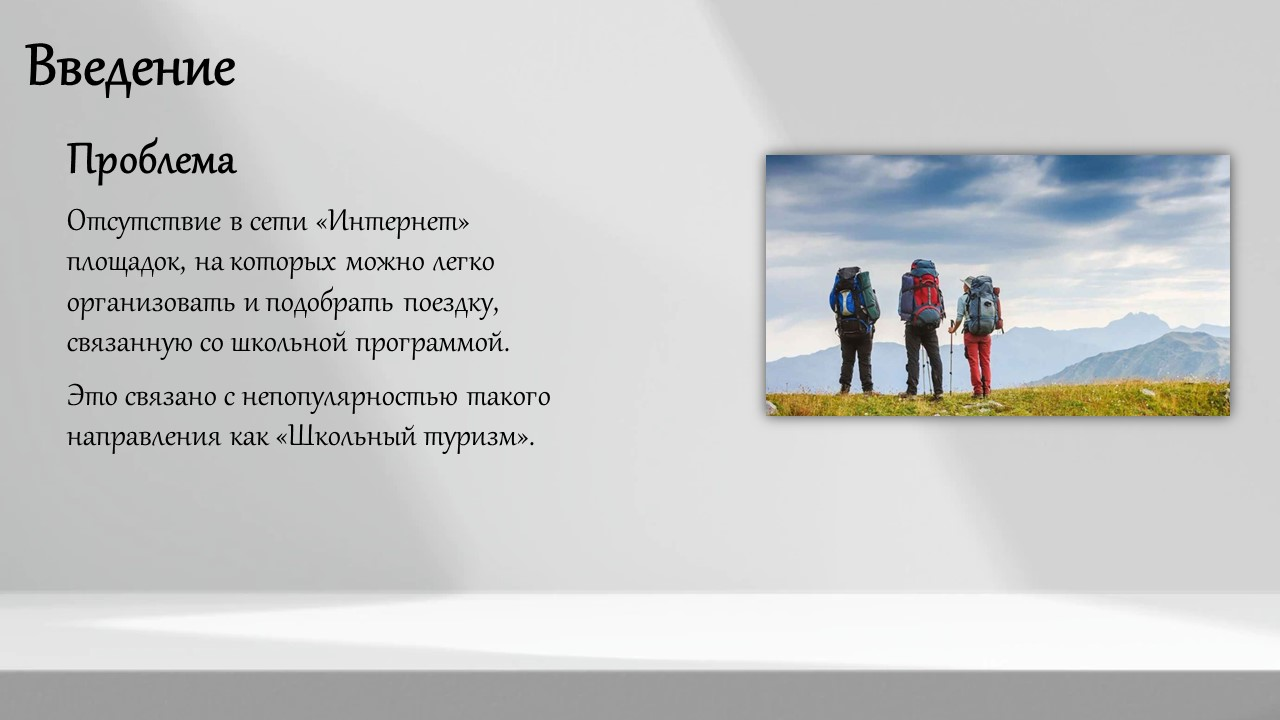 Введение
Проблема
Отсутствие в сети «Интернет»
площадок, на которых можно легко
организовать и подобрать поездку,
связанную со школьной программой.
Это связано с непопулярностью такого
направления как «Школьный туризм».